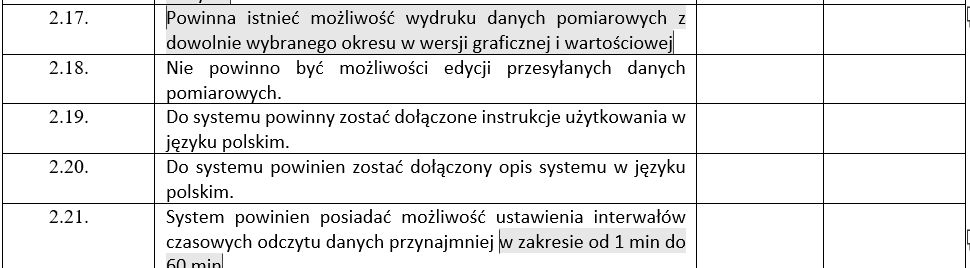 2.17. Powinna istnieć możliwość wydruku danych pomiarowych z
dowolnie wybranego okresu w wersji graficznej i wartościowej
2.18. Nie powinno być możliwości edycji przesyłanych danych
pomiarowych.
2.19. Do systemu powinny zostać dołączone instrukcje użytkowania w
języku polskim.
2.20. Do systemu powinien zostać dołączony opis systemu w języku
polskim.
2.21. System powinien posiadać możliwość ustawienia interwałów
czasowych odczytu danych przynajmniej w zakresie od 1 min do
60 min